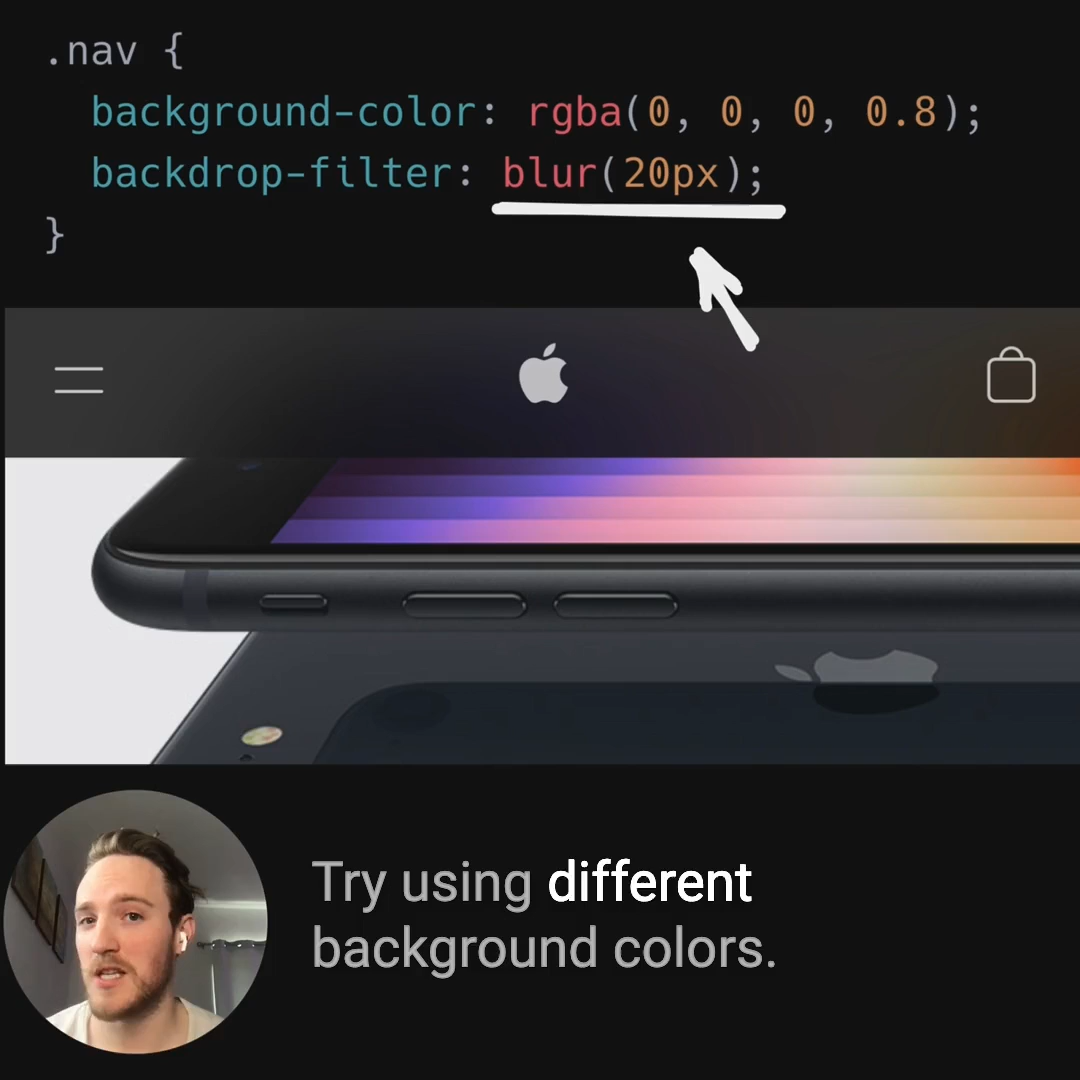 .nav {
background-color: rgba(0, 0, 0, 0.8);
backdrop-filter: blur(20px);
}
Try using different
background colors.